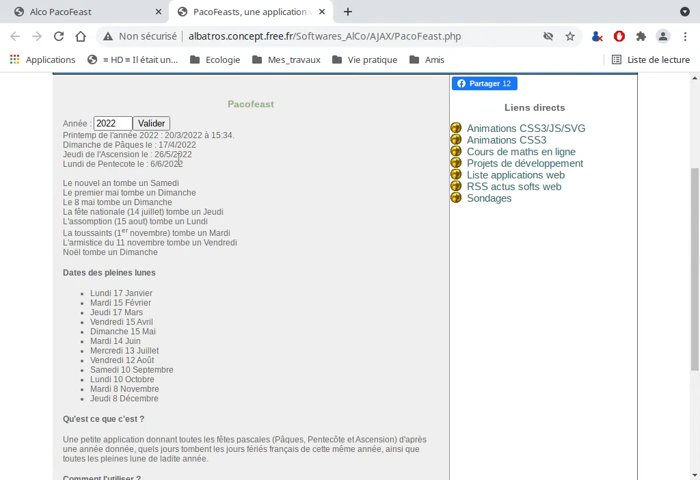 Alco PacoFeast
PacoFeasts, une application
Non sécurisé | albatros.concept.free.fr/Softwares_AlCo/AJAX/PacoFeast.php
Applications
≡ HD ≡ Il était un...
Ecologie
Mes_travaux
Vie pratique
Amis
Liste de lecture
Pacofeast
Année : 2022 Valider
Printemp de l'année 2022 : 20/3/2022 à 15:34.
Dimanche de Pâques le : 17/4/2022
Jeudi de l'Ascension le : 26/5/2022
Lundi de Pentecote le : 6/6/2022
Le nouvel an tombe un Samedi
Le premier mai tombe un Dimanche
Le 8 mai tombe un Dimanche
La fête nationale (14 juillet) tombe un Jeudi
L'assomption (15 aout) tombe un Lundi
La toussaints (1er novembre) tombe un Mardi
L'armistice du 11 novembre tombe un Vendredi
Noël tombe un Dimanche
Dates des pleines lunes
Lundi 17 Janvier
Mardi 15 Février
Jeudi 17 Mars
Vendredi 15 Avril
Dimanche 15 Mai
Mardi 14 Juin
Mercredi 13 Juillet
Vendredi 12 Août
Samedi 10 Septembre
Lundi 10 Octobre
Mardi 8 Novembre
Jeudi 8 Décembre
Qu'est ce que c'est ?
Une petite application donnant toutes les fêtes pascales (Pâques, Pentecôte et Ascension) d'après
une année donnée, quels jours tombent les jours fériés français de cette même année, ainsi que
toutes les pleines lune de ladite année.
Comment l'utiliser ?
Partager 12
Liens directs
Animations CSS3/JS/SVG
Animations CSS3
Cours de maths en ligne
Projets de développement
Liste applications web
RSS actus softs web
Sondages